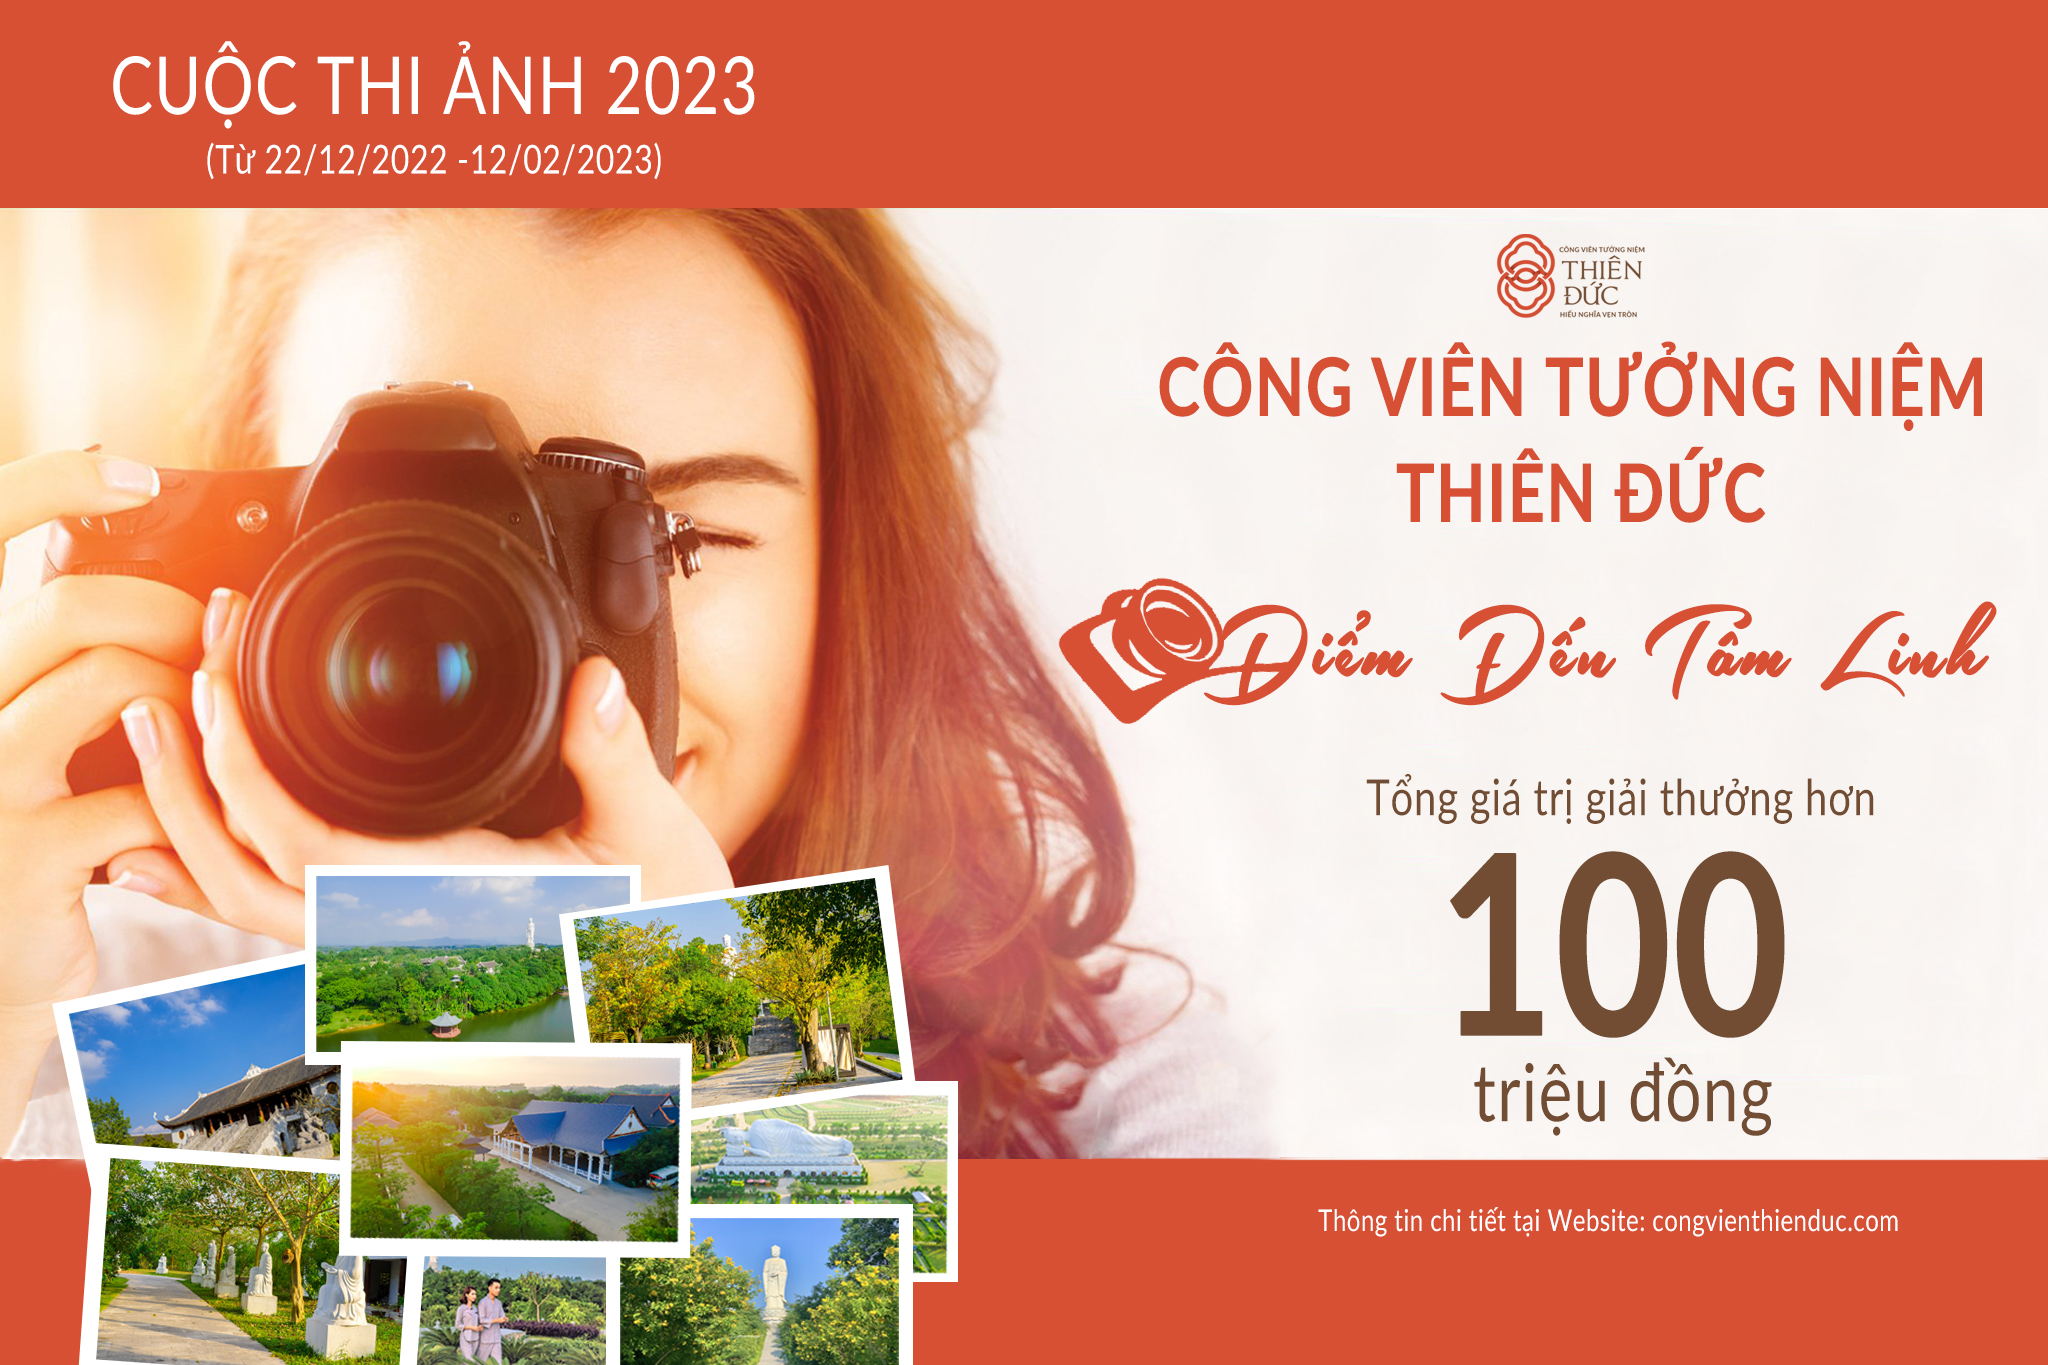 CUỘC THI ẢNH 2023
(Từ 22/12/2022 -12/02/2023)
CÔNG VIÊN TƯỞNG NIỆM
THIÊN
ĐỨC
HIẾU NGHĨA VẸN TRÒN
CÔNG VIÊN TƯỞNG NIỆM
THIÊN ĐỨC
Điểm Đến Tâm Linh
Tổng giá trị giải thưởng hơn
100
triệu đồng
Thông tin chi tiết tại Website: congvienthienduc.com